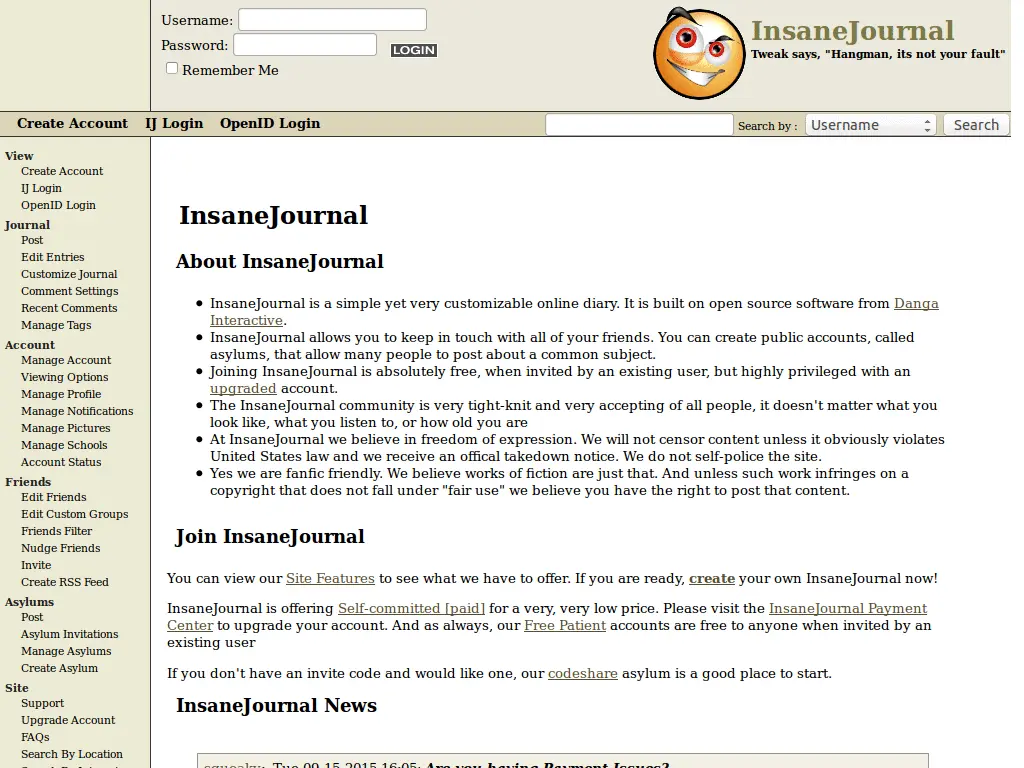 Username:
Password:
LOGIN
Remember Me
InsaneJournal
Tweak says, "Hangman, its not your fault"
Create Account IJ Login OpenID Login
Search by : Username Search
View
Create Account
IJ Login
OpenID Login
Journal
Post
Edit Entries
Customize Journal
Comment Settings
Recent Comments
Manage Tags
Account
Manage Account
Viewing Options
Manage Profile
Manage Notifications
Manage Pictures
Manage Schools
Account Status
Friends
Edit Friends
Edit Custom Groups
Friends Filter
Nudge Friends
Invite
Create RSS Feed
Asylums
Post
Asylum Invitations
Manage Asylums
Create Asylum
Site
Support
Upgrade Account
FAQs
Search By Location
InsaneJournal
About InsaneJournal
InsaneJournal is a simple yet very customizable online diary. It is built on open source software from Danga
Interactive.
InsaneJournal allows you to keep in touch with all of your friends. You can create public accounts, called
asylums, that allow many people to post about a common subject.
Joining InsaneJournal is absolutely free, when invited by an existing user, but highly privileged with an
upgraded account.
The InsaneJournal community is very tight-knit and very accepting of all people, it doesn't matter what you
look like, what you listen to, or how old you are
At InsaneJournal we believe in freedom of expression. We will not censor content unless it obviously violates
United States law and we receive an offical takedown notice. We do not self-police the site.
Yes we are fanfic friendly. We believe works of fiction are just that. And unless such work infringes on a
copyright that does not fall under "fair use" we believe you have the right to post that content.
Join InsaneJournal
You can view our Site Features to see what we have to offer. If you are ready, create your own InsaneJournal now!
InsaneJournal is offering Self-committed [paid] for a very, very low price. Please visit the InsaneJournal Payment
Center to upgrade your account. And as always, our Free Patient accounts are free to anyone when invited by an
existing user
If you don't have an invite code and would like one, our codeshare asylum is a good place to start.
InsaneJournal News
squeaky: Tue 09-15-2015 16:05: Are you having Payment Issues?